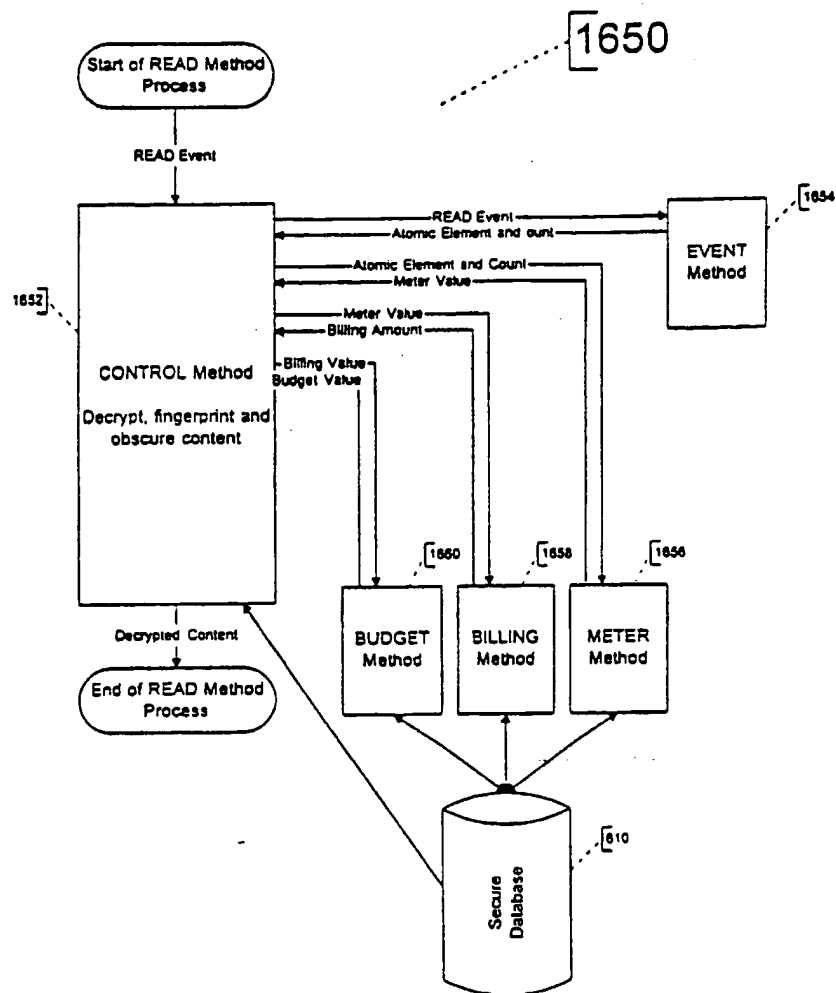 1650
Start of READ Method
Process
READ Event
1654
READ Event
Atomic Element and ount
EVENT
Method
Atomic Element and Count
Meter Value
1652
Meter Value
Billing Amount
CONTROL Method
Billing Value
Budget Value
Decrypt, fingerprint and
obscure content
1660
1658
1656
BUDGET
Method
BILLING
Method
METER
Method
Decrypted Content
End of READ Method
Process
610
Secure
Database